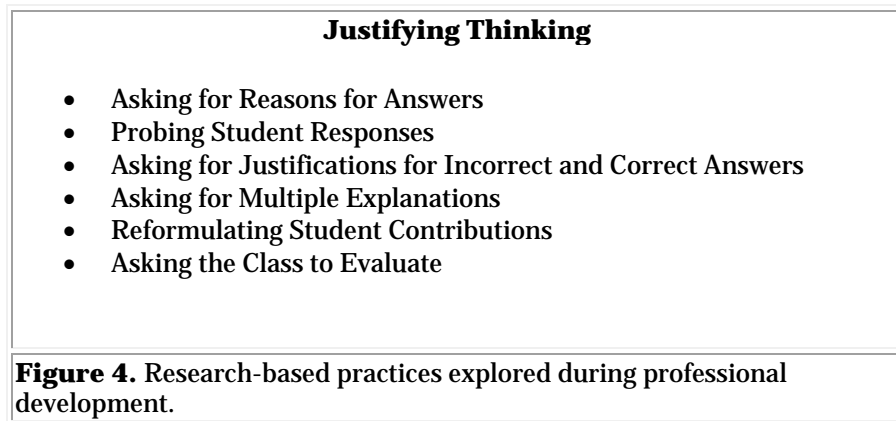 Justifying Thinking
• Asking for Reasons for Answers
• Probing Student Responses
• Asking for Justifications for Incorrect and Correct Answers
• Asking for Multiple Explanations
• Reformulating Student Contributions
• Asking the Class to Evaluate
Figure 4. Research-based practices explored during professional
development.